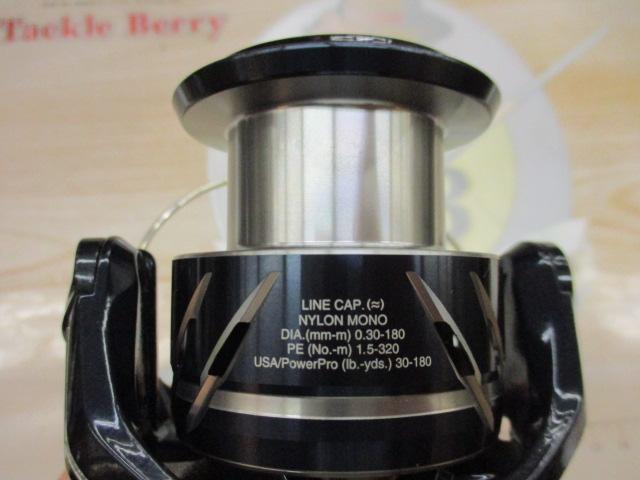 Tackle Berry
LINE CAP.(≈)
NYLON MONO
DIA.(mm-m) 0.30-180
PE (No.-m) 1.5-320
USA/PowerPro (lb.-yds.) 30-180